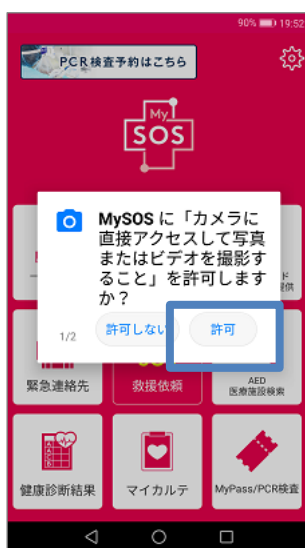 90% 19:52
PCR検査予約はこちら
My
SOS
MySOS に「カメラに
直接アクセスして写真
またはビデオを撮影す
ること」を許可します
か？
1/2
許可しない
許可
緊急連絡先
救援依頼
AED
医療施設検索
健康診断結果
マイカルテ
MyPass/PCR検査